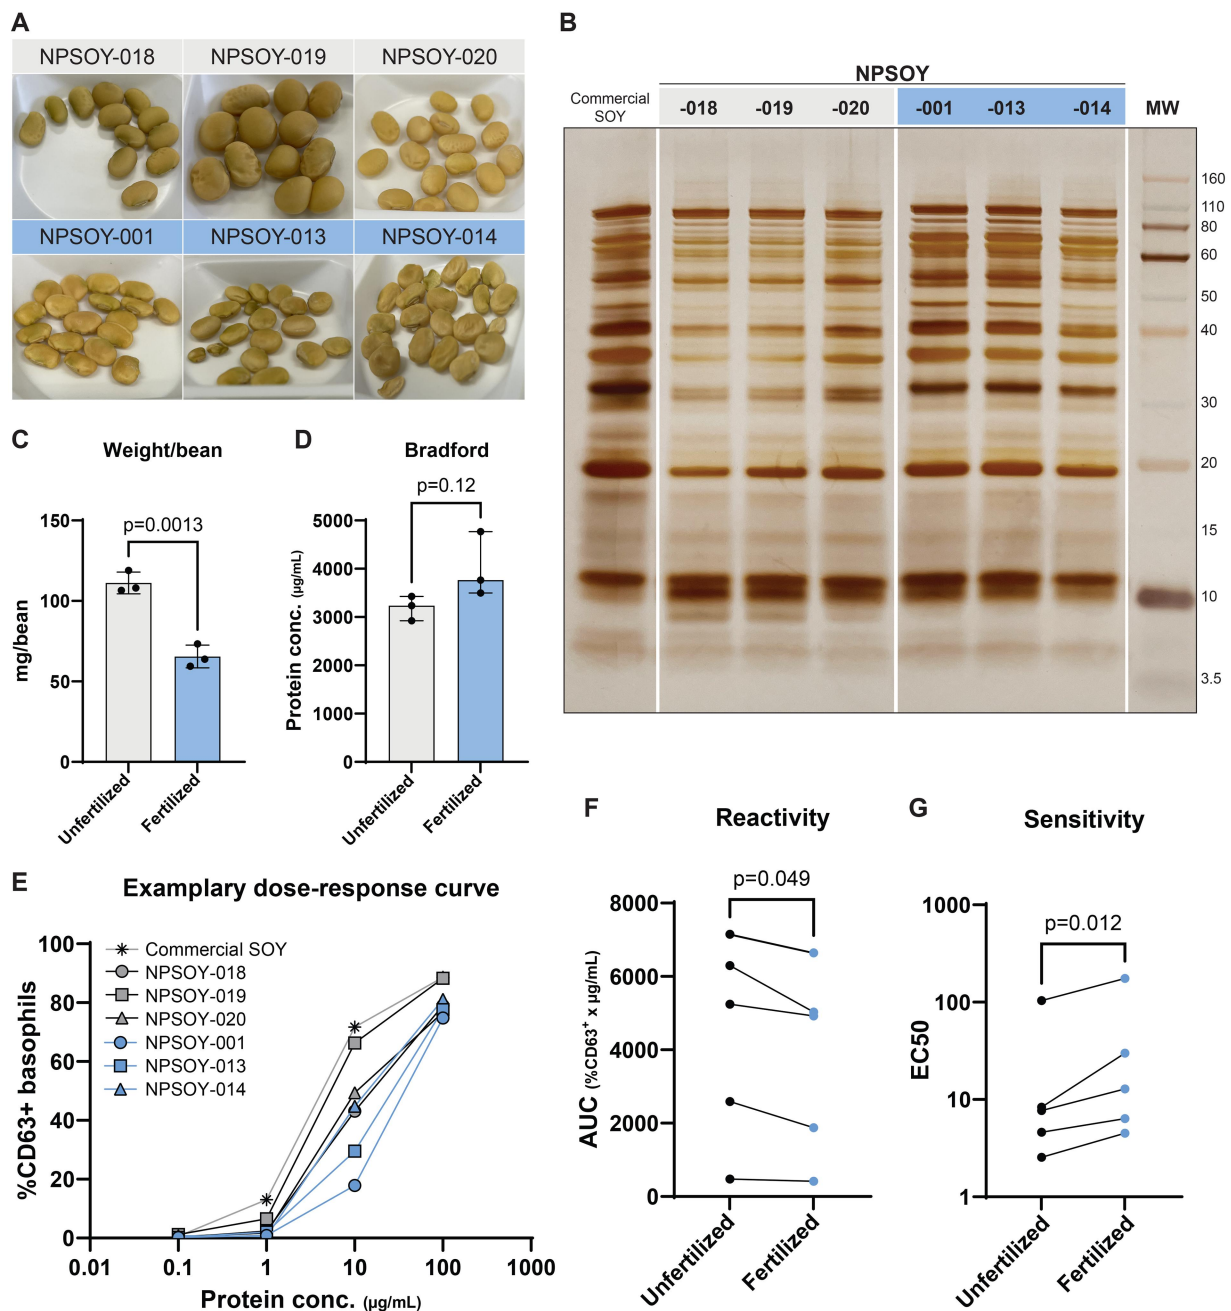 A
NPSOY-018
NPSOY-019
NPSOY-020
NPSOY-001
NPSOY-013
NPSOY-014
B
NPSOY
Commercial
SOY
-018
-019
-020
-001
-013
-014
MW
160
110
80
60
50
40
30
20
15
10
3.5
C
Weight/bean
p=0.0013
mg/bean
150
100
50
0
Unfertilized
Fertilized
D
Bradford
p=0.12
Protein conc. (µg/mL)
5000
4000
3000
2000
1000
0
Unfertilized
Fertilized
E
Examplary dose-response curve
%CD63+ basophils
100
80
60
40
20
0
Commercial SOY
NPSOY-018
NPSOY-019
NPSOY-020
NPSOY-001
NPSOY-013
NPSOY-014
0.01
0.1
1
10
100
1000
Protein conc. (µg/mL)
F
Reactivity
p=0.049
AUC (%CD63⁺ x µg/mL)
8000
6000
4000
2000
0
Unfertilized
Fertilized
G
Sensitivity
p=0.012
EC50
1000
100
10
1
Unfertilized
Fertilized